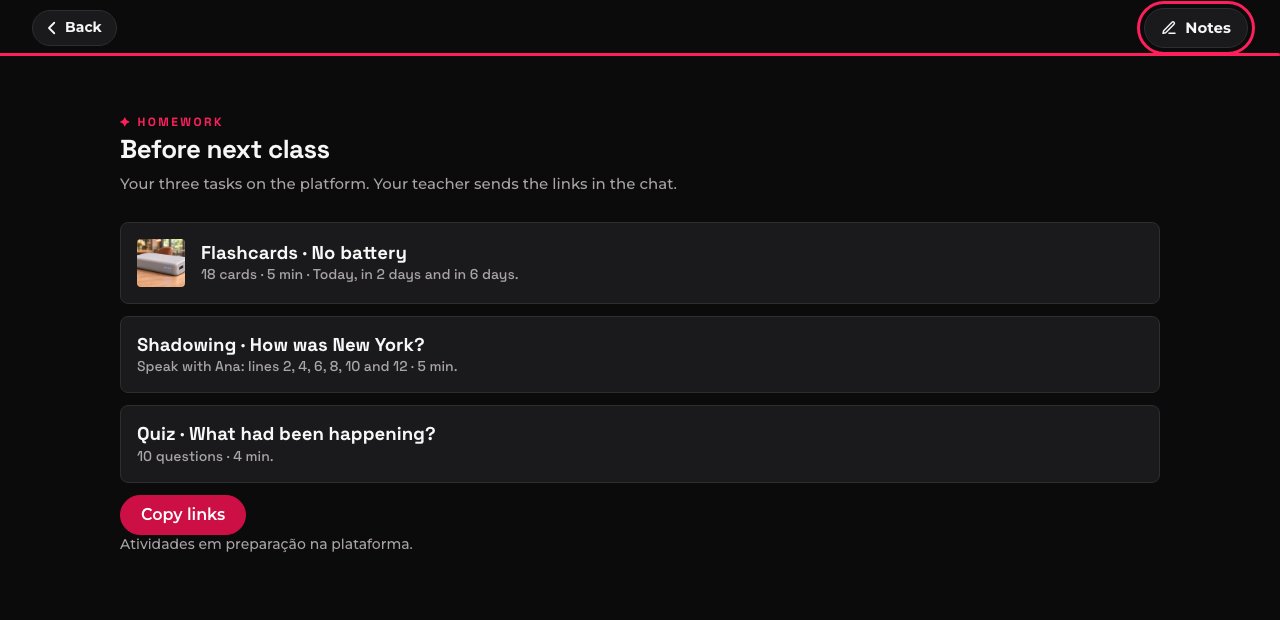 Back
Notes
HOMEWORK
Before next class
Your three tasks on the platform. Your teacher sends the links in the chat.
Flashcards · No battery
18 cards · 5 min · Today, in 2 days and in 6 days.
Shadowing · How was New York?
Speak with Ana: lines 2, 4, 6, 8, 10 and 12 · 5 min.
Quiz · What had been happening?
10 questions · 4 min.
Copy links
Atividades em preparação na plataforma.